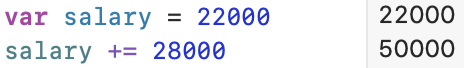 var salary = 22000 22000
salary += 28000 50000